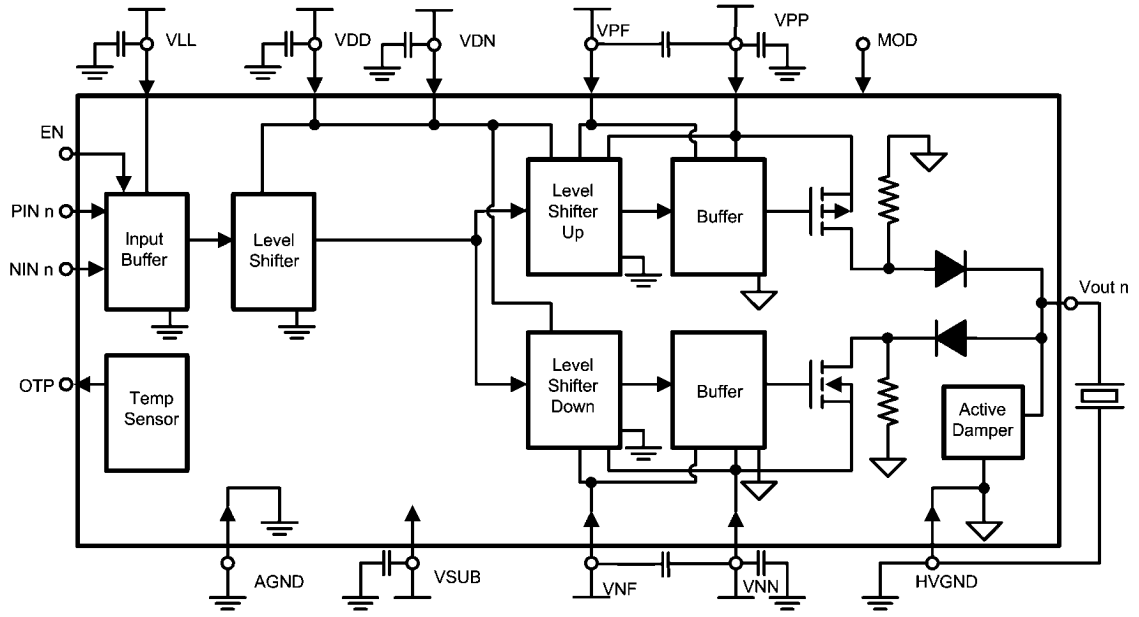 VLL
VDD
VDN
VPF
VPP
MOD
EN
PIN n
NIN n
Input
Buffer
Level
Shifter
Level
Shifter
Up
Buffer
Vout n
OTP
Temp
Sensor
Level
Shifter
Down
Buffer
Active
Damper
AGND
VSUB
VNF
VNN
HVGND